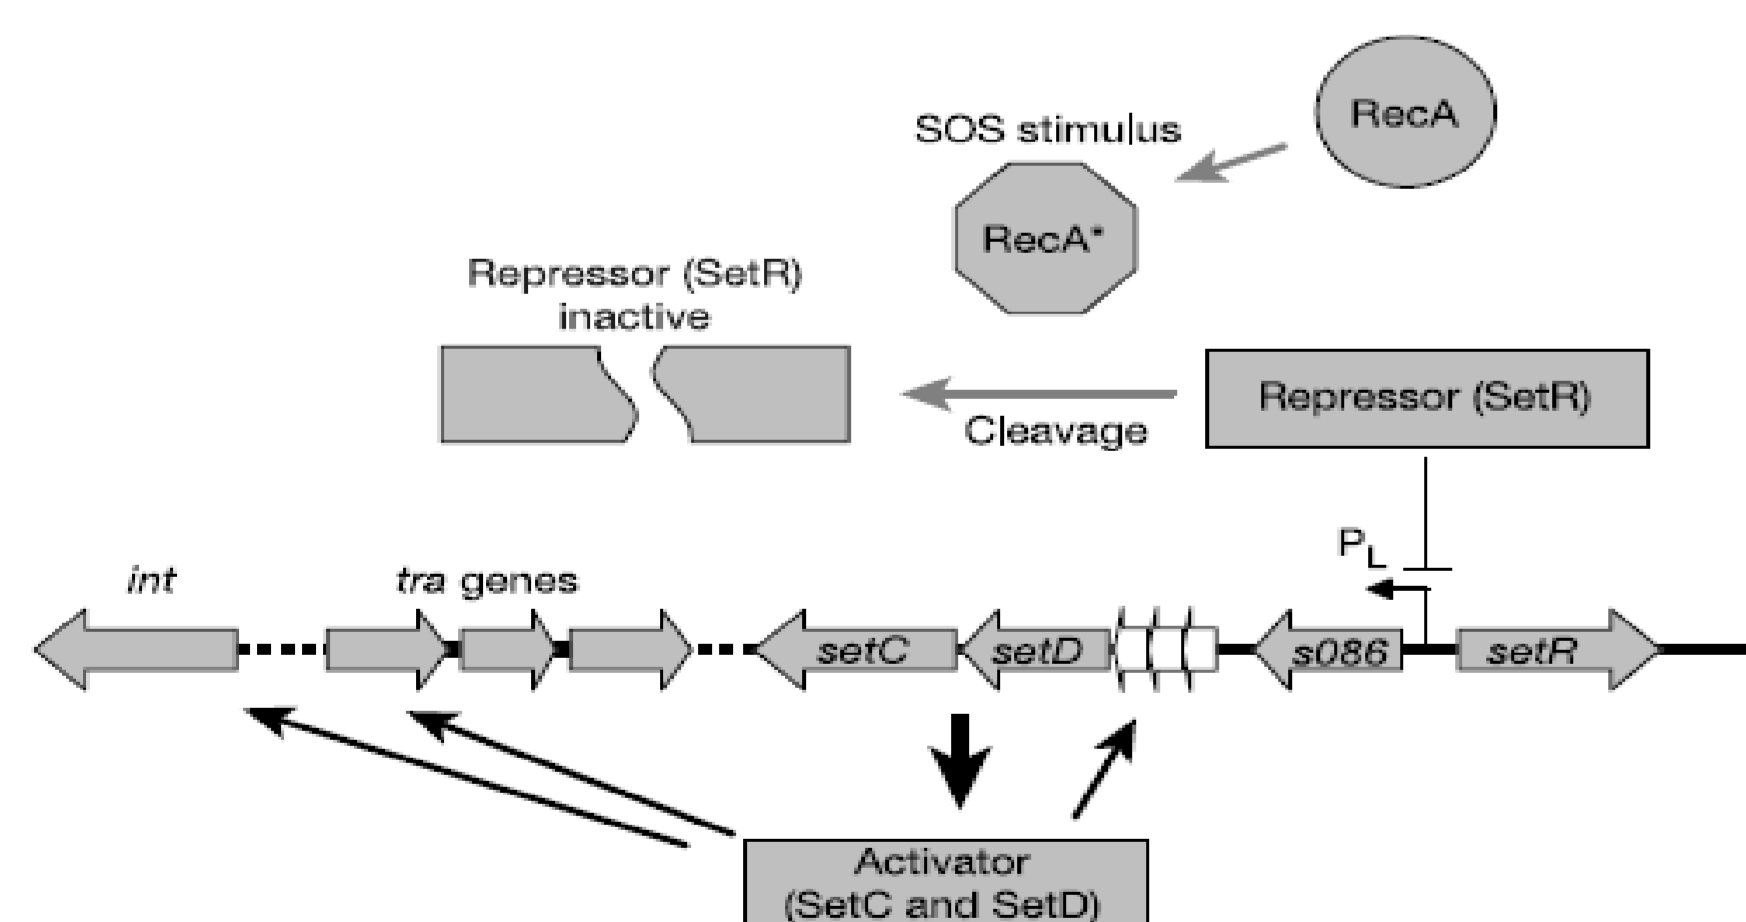 RecA
SOS stimulus
RecA*
Repressor (SetR)
inactive
Repressor (SetR)
Cleavage
PL
int
tra genes
setC
setD
s086
setR
Activator
(SetC and SetD)